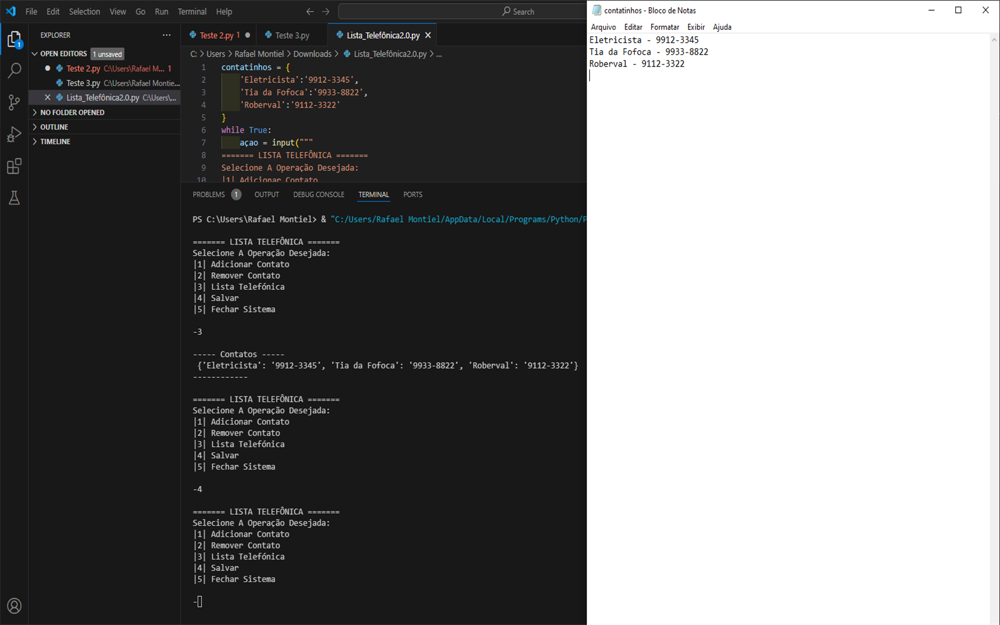 File Edit Selection View Go Run Terminal Help
Search
EXPLORER
OPEN EDITORS 1 unsaved
Teste 2.py C:\Users\Rafael M... 1
Teste 3.py C:\Users\Rafael Montie...
Lista_Telefônica2.0.py C:\Users\...
NO FOLDER OPENED
OUTLINE
TIMELINE
1
Teste 2.py 1
Teste 3.py
Lista_Telefônica2.0.py
C: > Users > Rafael Montiel > Downloads > Lista_Telefônica2.0.py > ...
1 contatinhos = {
2 'Eletricista':'9912-3345',
3 'Tia da Fofoca':'9933-8822',
4 'Roberval':'9112-3322'
5 }
6 while True:
7 açao = input("""
8 ======= LISTA TELEFÔNICA =======
9 Selecione A Operação Desejada:
10 |1| Adicionar Contato
PROBLEMS 1 OUTPUT DEBUG CONSOLE TERMINAL PORTS
PS C:\Users\Rafael Montiel> & "C:/Users/Rafael Montiel/AppData/Local/Programs/Python/P
======= LISTA TELEFÔNICA =======
Selecione A Operação Desejada:
|1| Adicionar Contato
|2| Remover Contato
|3| Lista Telefónica
|4| Salvar
|5| Fechar Sistema
-3
----- Contatos -----
{'Eletricista': '9912-3345', 'Tia da Fofoca': '9933-8822', 'Roberval': '9112-3322'}
------------
======= LISTA TELEFÔNICA =======
Selecione A Operação Desejada:
|1| Adicionar Contato
|2| Remover Contato
|3| Lista Telefónica
|4| Salvar
|5| Fechar Sistema
-4
======= LISTA TELEFÔNICA =======
Selecione A Operação Desejada:
|1| Adicionar Contato
|2| Remover Contato
|3| Lista Telefónica
|4| Salvar
|5| Fechar Sistema
-
contatinhos - Bloco de Notas
Arquivo Editar Formatar Exibir Ajuda
Eletricista - 9912-3345
Tia da Fofoca - 9933-8822
Roberval - 9112-3322